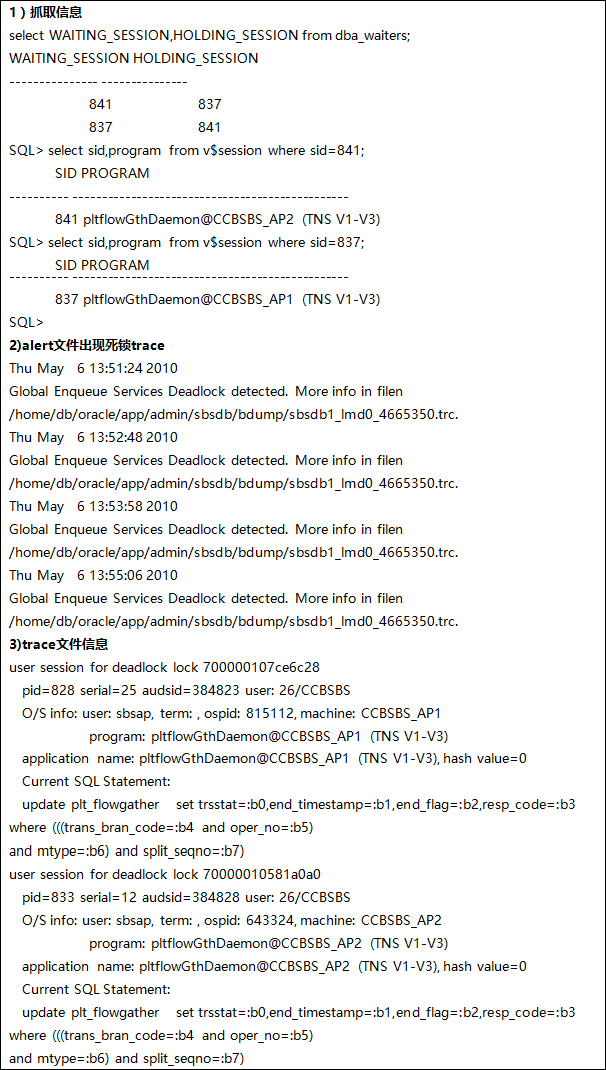 1）抓取信息
select WAITING_SESSION,HOLDING_SESSION from dba_waiters;
WAITING_SESSION HOLDING_SESSION
--------------- ---------------
841 837
837 841
SQL> select sid,program from v$session where sid=841;
SID PROGRAM
---------- ------------------------------------------------
841 pltflowGthDaemon@CCBSBS_AP2 (TNS V1-V3)
SQL> select sid,program from v$session where sid=837;
SID PROGRAM
---------- ------------------------------------------------
837 pltflowGthDaemon@CCBSBS_AP1 (TNS V1-V3)
SQL>
2)alert文件出现死锁trace
Thu May 6 13:51:24 2010
Global Enqueue Services Deadlock detected. More info in filen
/home/db/oracle/app/admin/sbsdb/bdump/sbsdb1_lmd0_4665350.trc.
Thu May 6 13:52:48 2010
Global Enqueue Services Deadlock detected. More info in filen
/home/db/oracle/app/admin/sbsdb/bdump/sbsdb1_lmd0_4665350.trc.
Thu May 6 13:53:58 2010
Global Enqueue Services Deadlock detected. More info in filen
/home/db/oracle/app/admin/sbsdb/bdump/sbsdb1_lmd0_4665350.trc.
Thu May 6 13:55:06 2010
Global Enqueue Services Deadlock detected. More info in filen
/home/db/oracle/app/admin/sbsdb/bdump/sbsdb1_lmd0_4665350.trc.
3)trace文件信息
user session for deadlock lock 700000107ce6c28
pid=828 serial=25 audsid=384823 user: 26/CCBSBS
O/S info: user: sbsap, term: , ospid: 815112, machine: CCBSBS_AP1
program: pltflowGthDaemon@CCBSBS_AP1 (TNS V1-V3)
application name: pltflowGthDaemon@CCBSBS_AP1 (TNS V1-V3), hash value=0
Current SQL Statement:
update plt_flowgather set trsstat=:b0,end_timestamp=:b1,end_flag=:b2,resp_code=:b3
where (((trans_bran_code=:b4 and oper_no=:b5)
and mtype=:b6) and split_seqno=:b7)
user session for deadlock lock 70000010581a0a0
pid=833 serial=12 audsid=384828 user: 26/CCBSBS
O/S info: user: sbsap, term: , ospid: 643324, machine: CCBSBS_AP2
program: pltflowGthDaemon@CCBSBS_AP2 (TNS V1-V3)
application name: pltflowGthDaemon@CCBSBS_AP2 (TNS V1-V3), hash value=0
Current SQL Statement:
update plt_flowgather set trsstat=:b0,end_timestamp=:b1,end_flag=:b2,resp_code=:b3
where (((trans_bran_code=:b4 and oper_no=:b5)
and mtype=:b6) and split_seqno=:b7)